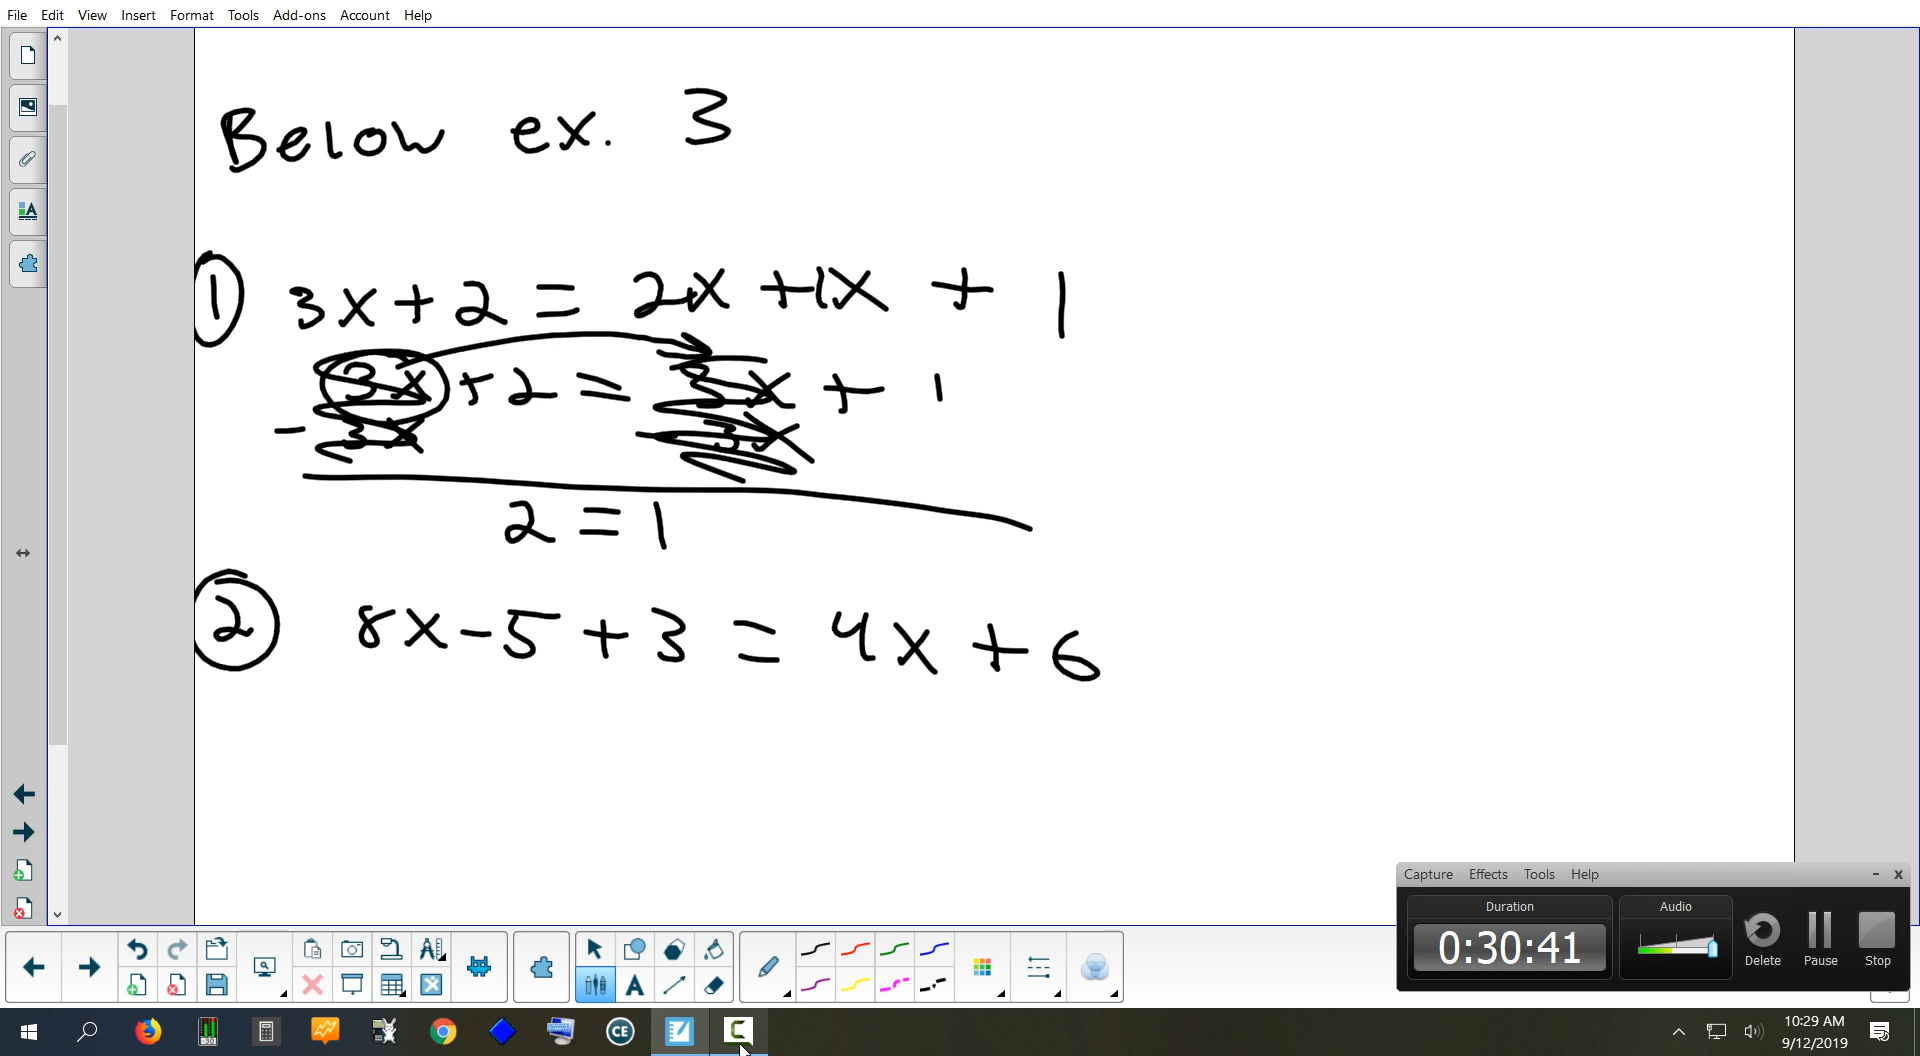 File Edit View Insert Format Tools Add-ons Account Help
Below ex. 3
① 3x + 2 = 2x + 1x + 1
3x + 2 = 3x + 1
- 3x - 3x
2 = 1
② 8x - 5 + 3 = 4x + 6
Capture Effects Tools Help
Duration Audio
0:30:41
Delete Pause Stop
CE
10:29 AM
9/12/2019